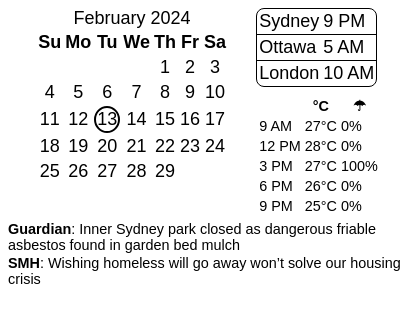 February 2024
Su Mo Tu We Th Fr Sa
1 2 3
4 5 6 7 8 9 10
11 12 13 14 15 16 17
18 19 20 21 22 23 24
25 26 27 28 29
Sydney 9 PM
Ottawa 5 AM
London 10 AM
°C ☂
9 AM 27°C 0%
12 PM 28°C 0%
3 PM 27°C 100%
6 PM 26°C 0%
9 PM 25°C 0%
Guardian: Inner Sydney park closed as dangerous friable
asbestos found in garden bed mulch
SMH: Wishing homeless will go away won’t solve our housing
crisis